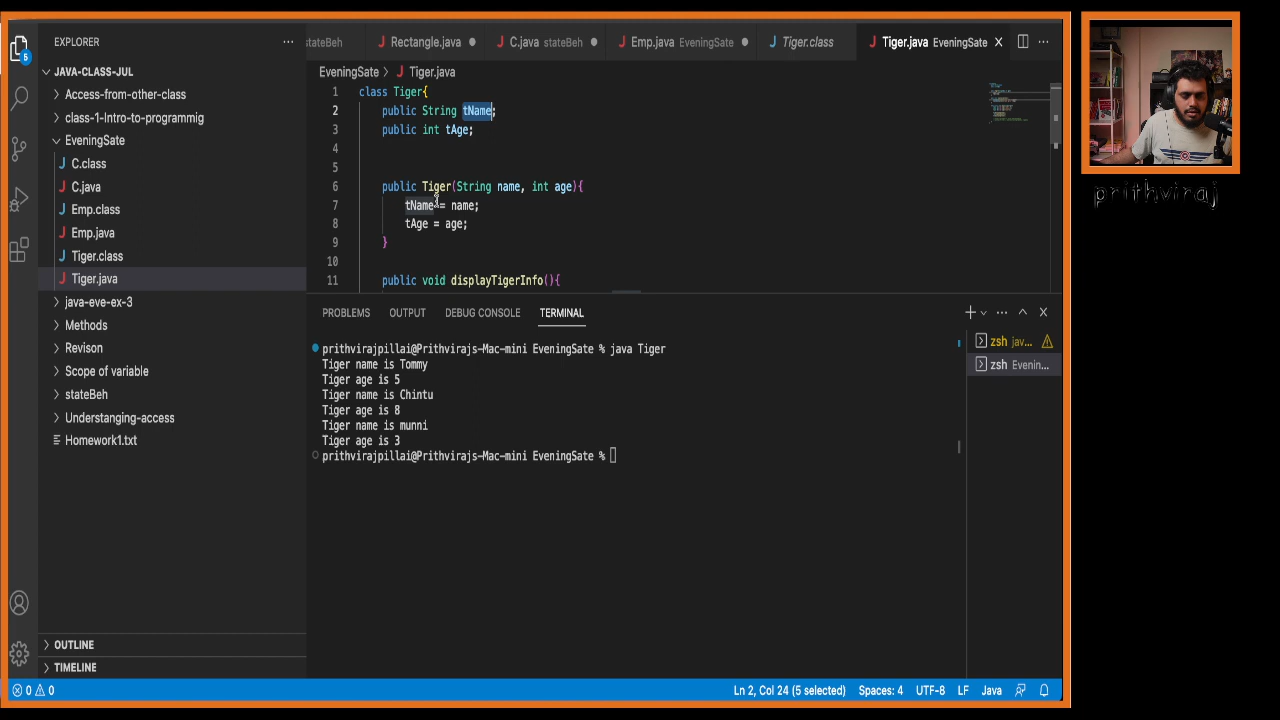 EXPLORER
JAVA-CLASS-JUL
Access-from-other-class
class-1-Intro-to-programmig
EveningSate
C.class
C.java
Emp.class
Emp.java
Tiger.class
Tiger.java
java-eve-ex-3
Methods
Revison
Scope of variable
stateBeh
Understanging-access
Homework1.txt
OUTLINE
TIMELINE
5
stateBeh Rectangle.java C.java stateBeh Emp.java EveningSate Tiger.class Tiger.java EveningSate
EveningSate > Tiger.java
1 class Tiger{
2 public String tName;
3 public int tAge;
4
5
6 public Tiger(String name, int age){
7 tName = name;
8 tAge = age;
9 }
10
11 public void displayTigerInfo(){
PROBLEMS OUTPUT DEBUG CONSOLE TERMINAL
prithvirajpillai@Prithvirajs-Mac-mini EveningSate % java Tiger
Tiger name is Tommy
Tiger age is 5
Tiger name is Chintu
Tiger age is 8
Tiger name is munni
Tiger age is 3
prithvirajpillai@Prithvirajs-Mac-mini EveningSate %
zsh jav...
zsh Evenin...
0 0 Ln 2, Col 24 (5 selected) Spaces: 4 UTF-8 LF Java
prithviraj